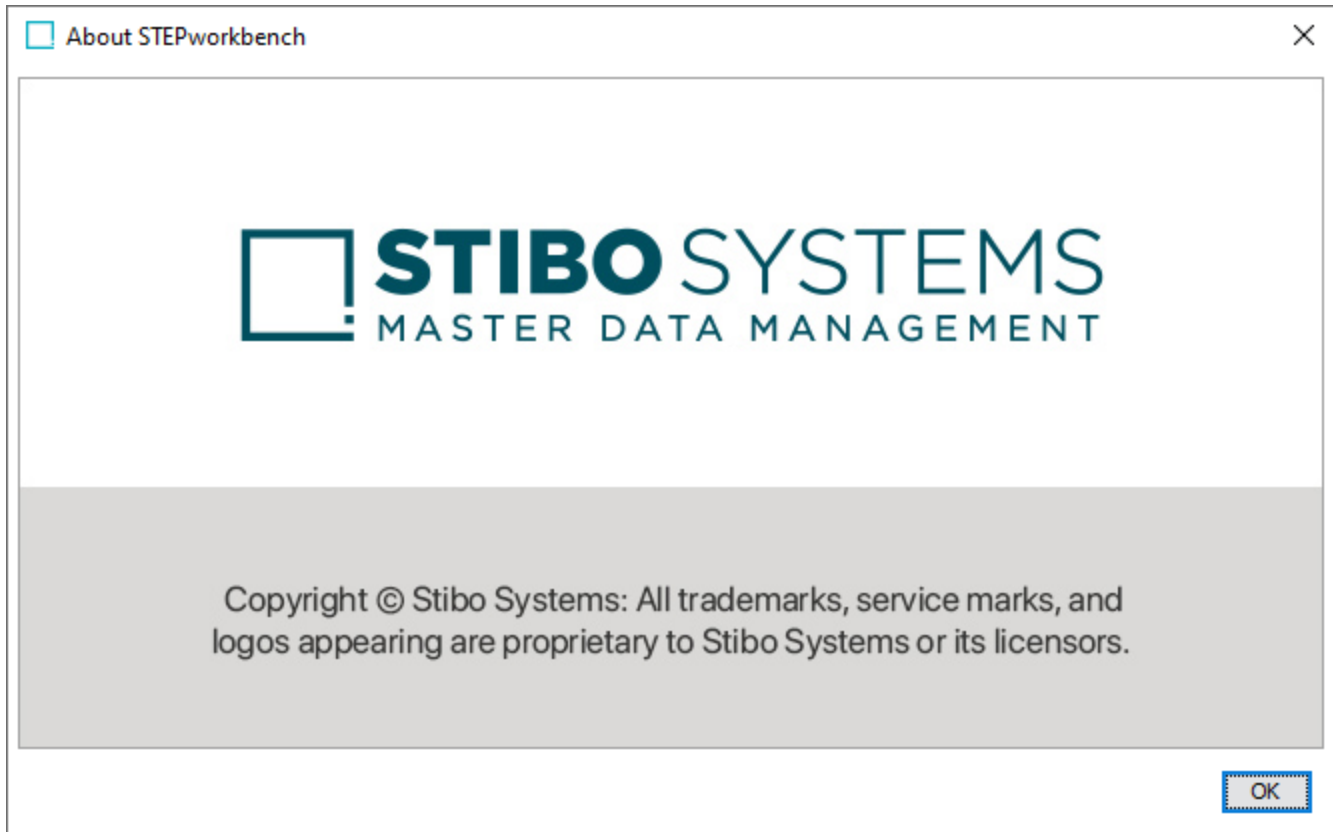 About STEPworkbench
STIBO SYSTEMS
MASTER DATA MANAGEMENT
Copyright © Stibo Systems: All trademarks, service marks, and
logos appearing are proprietary to Stibo Systems or its licensors.
OK